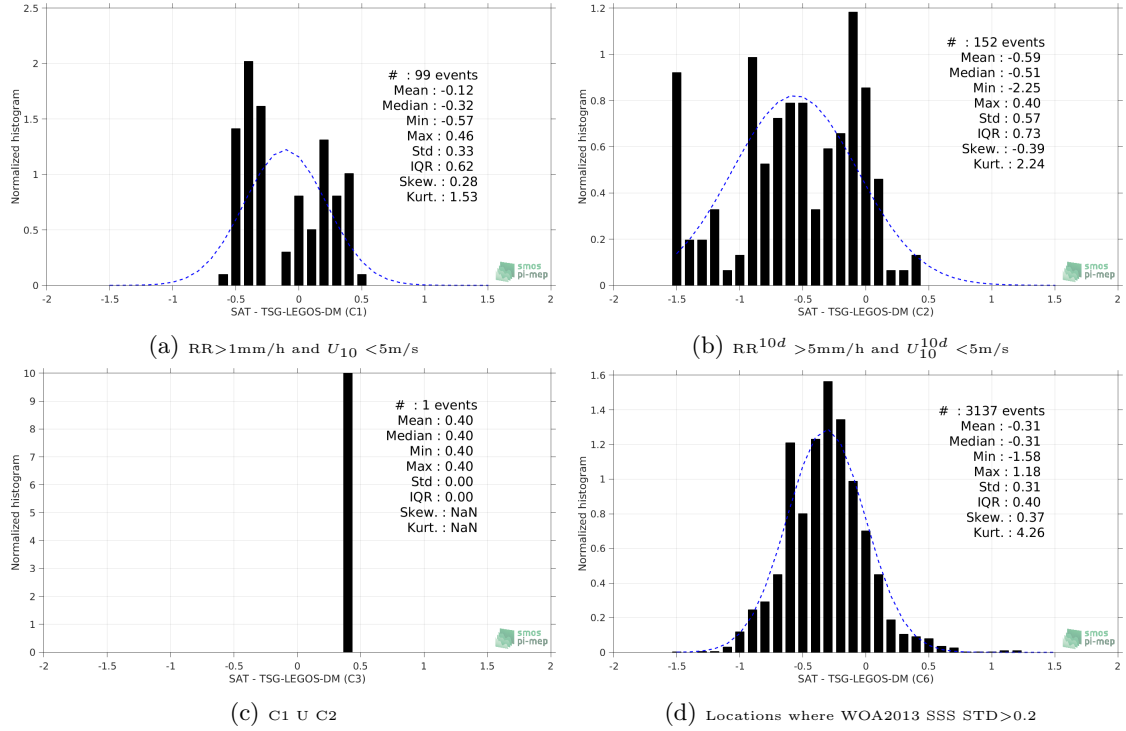 2.5
2
1.5
1
0.5
0
Normalized histogram
# : 99 events
Mean : -0.12
Median : -0.32
Min : -0.57
Max : 0.46
Std : 0.33
IQR : 0.62
Skew. : 0.28
Kurt. : 1.53
smos
pi-mep
-2 -1.5 -1 -0.5 0 0.5 1 1.5 2
SAT - TSG-LEGOS-DM (C1)
(a) RR>1mm/h and U10 <5m/s
1.2
1
0.8
0.6
0.4
0.2
0
Normalized histogram
# : 152 events
Mean : -0.59
Median : -0.51
Min : -2.25
Max : 0.40
Std : 0.57
IQR : 0.73
Skew. : -0.39
Kurt. : 2.24
smos
pi-mep
-2 -1.5 -1 -0.5 0 0.5 1 1.5 2
SAT - TSG-LEGOS-DM (C2)
(b) RR10d >5mm/h and U10d10 <5m/s
10
9
8
7
6
5
4
3
2
1
0
Normalized histogram
# : 1 events
Mean : 0.40
Median : 0.40
Min : 0.40
Max : 0.40
Std : 0.00
IQR : 0.00
Skew. : NaN
Kurt. : NaN
smos
pi-mep
-2 -1.5 -1 -0.5 0 0.5 1 1.5 2
SAT - TSG-LEGOS-DM (C3)
(c) C1 U C2
1.6
1.4
1.2
1
0.8
0.6
0.4
0.2
0
Normalized histogram
# : 3137 events
Mean : -0.31
Median : -0.31
Min : -1.58
Max : 1.18
Std : 0.31
IQR : 0.40
Skew. : 0.37
Kurt. : 4.26
smos
pi-mep
-2 -1.5 -1 -0.5 0 0.5 1 1.5 2
SAT - TSG-LEGOS-DM (C6)
(d) Locations where WOA2013 SSS STD>0.2